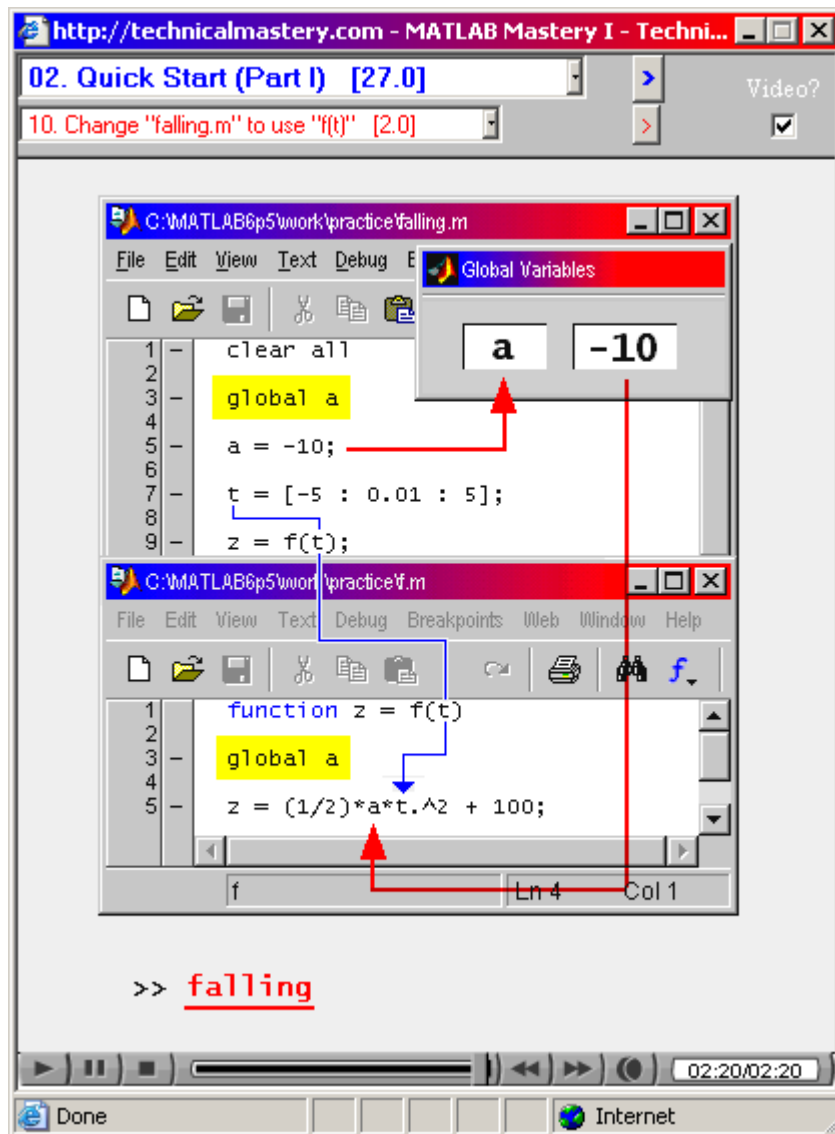 http://technicalmastery.com - MATLAB Mastery I - Techni...
02. Quick Start (Part I) [27.0]
Video?
10. Change "falling.m" to use "f(t)" [2.0]
C:\MATLAB6p5\work\practice\falling.m
File Edit View Text Debug
Global Variables
a -10
1 - clear all
2
3 - global a
4
5 - a = -10;
6
7 - t = [-5 : 0.01 : 5];
8
9 - z = f(t);
C:\MATLAB6p5\work\practice\f.m
File Edit View Text Debug Breakpoints Web Window Help
1 function z = f(t)
2
3 - global a
4
5 - z = (1/2)*a*t.^2 + 100;
f Ln 4 Col 1
>> falling
02:20/02:20
Done Internet